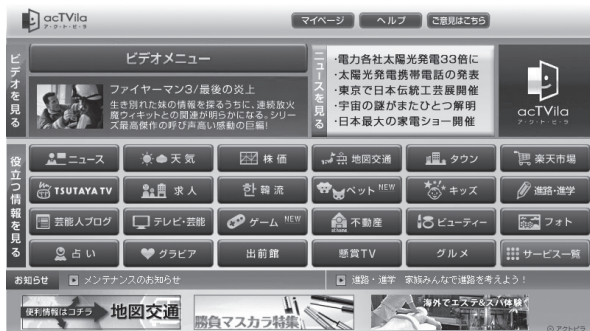 acTVila
アクトビラ
マイページ
ヘルプ
ご意見はこちら
ビデオを見る
ビデオメニュー
ファイヤーマン3/最後の炎上
生き別れた妹の情報を探るうちに、連続放火
魔ウィキットとの関連が明らかになる。シリー
ズ最高傑作の呼び声高い感動の巨編!
ニュースを見る
・電力各社太陽光発電33倍に
・太陽光発電携帯電話の発表
・東京で日本伝統工芸展開催
・宇宙の謎がまたひとつ解明
・日本最大の家電ショー開催
acTVila
アクトビラ
役立つ情報を見る
ニュース
天気
株価
地図交通
タウン
楽天市場
TSUTAYA TV
求人
한 韓流
ペット NEW
キッズ
進路・進学
芸能人ブログ
テレビ・芸能
ゲーム NEW
at home 不動産
ビューティー
フォト
占い
グラビア
出前館
懸賞TV
グルメ
サービス一覧
お知らせ
メンテナンスのお知らせ
進路・進学 家族みんなで進路を考えよう!
便利情報はコチラ
地図交通
勝負マスカラ特集
海外でエステ&スパ体験
© アクトビラ